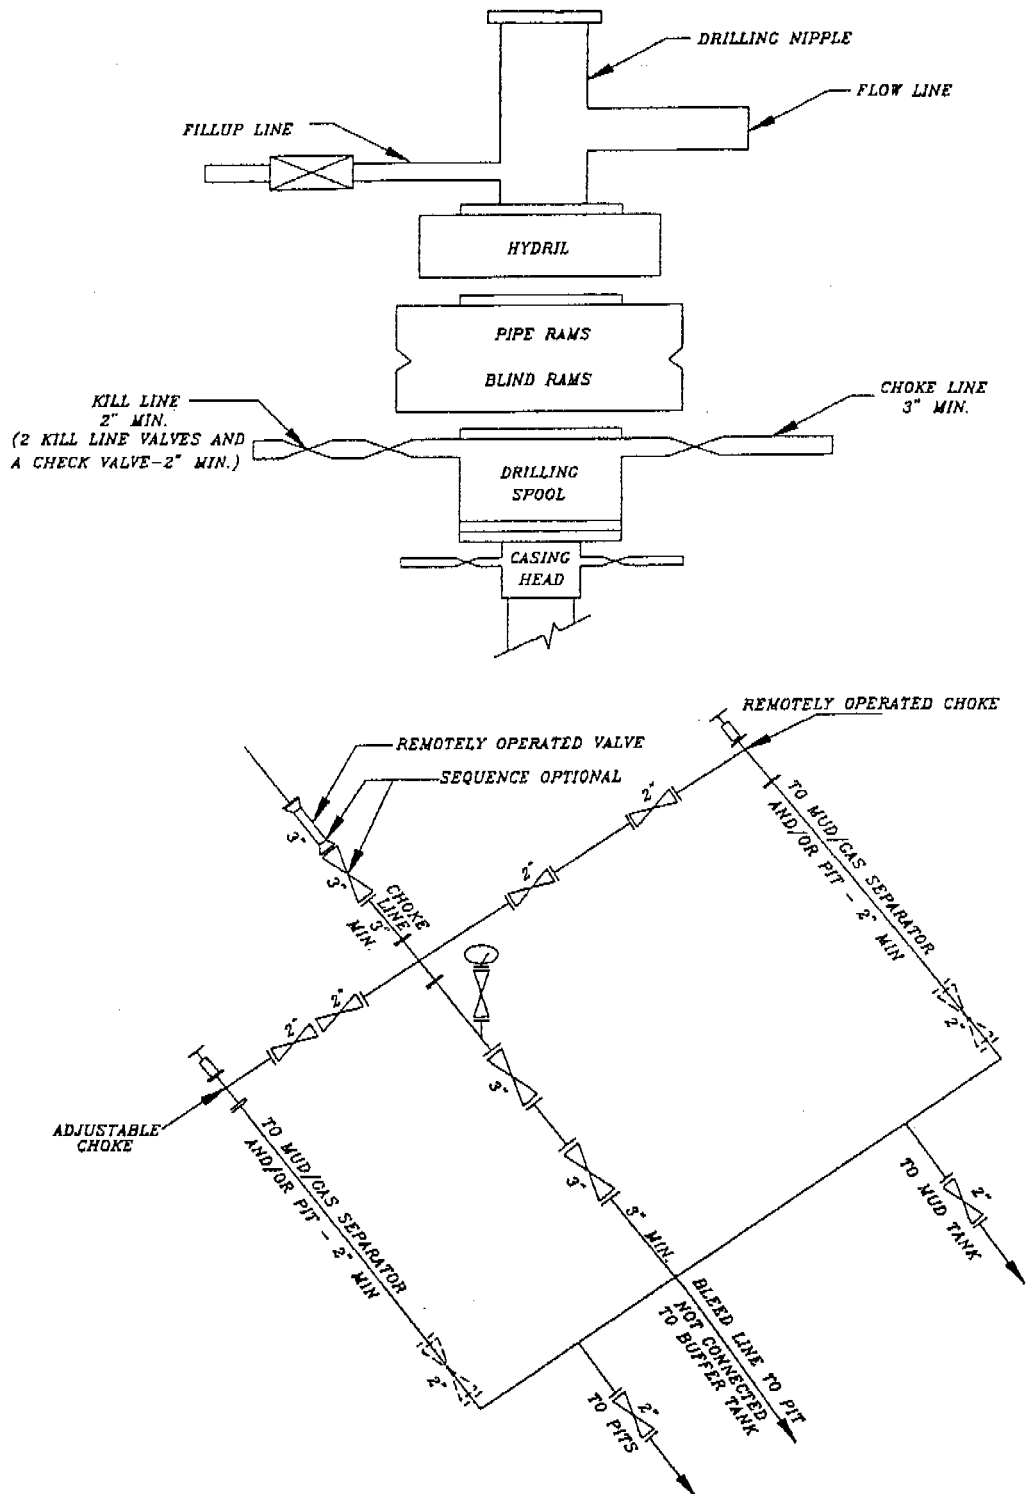 DRILLING NIPPLE
FLOW LINE
FILLUP LINE
HYDRIL
PIPE RAMS
BLIND RAMS
KILL LINE
2" MIN.
(2 KILL LINE VALVES AND
A CHECK VALVE-2" MIN.)
CHOKE LINE
3" MIN.
DRILLING
SPOOL
CASING
HEAD
REMOTELY OPERATED CHOKE
REMOTELY OPERATED VALVE
SEQUENCE OPTIONAL
3"
3"
CHOKE
LINE
3"
MIN.
2"
2"
2"
2"
TO MUD/GAS SEPARATOR
AND/OR PIT - 2" MIN
2"
ADJUSTABLE
CHOKE
TO MUD/GAS SEPARATOR
AND/OR PIT - 2" MIN
2"
3"
3"
3" MIN.
BLEED LINE TO PIT
NOT CONNECTED
TO BUFFER TANK
2"
TO MUD TANK
2"
TO PITS